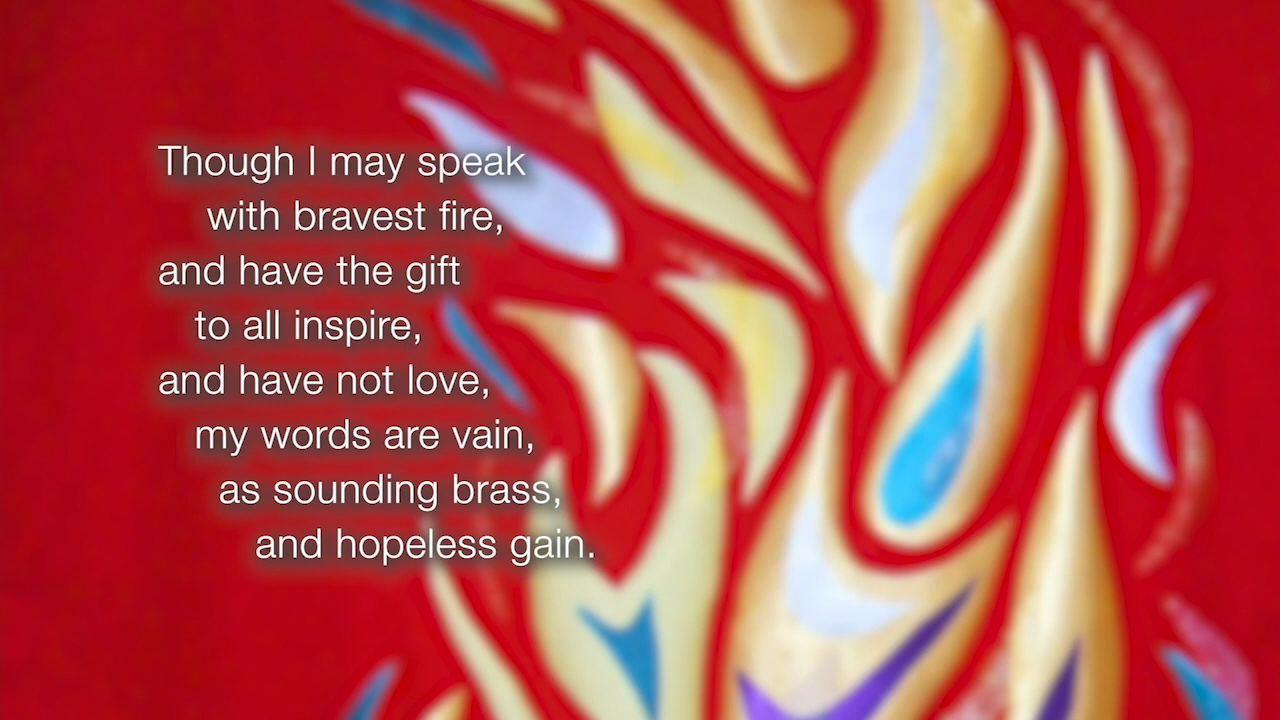 Though I may speak
with bravest fire,
and have the gift
to all inspire,
and have not love,
my words are vain,
as sounding brass,
and hopeless gain.